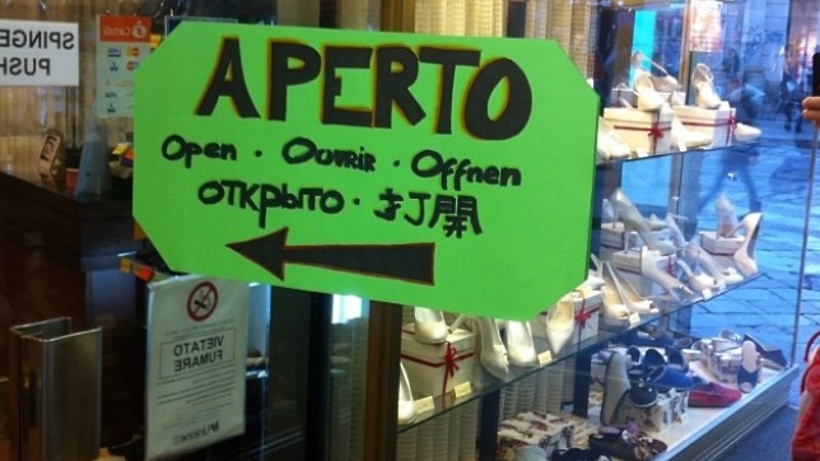 APERTO
Open · Ouvrir · Offnen
ОТКРЫТО · 打開
SPINGE
PUSH
VIETATO
FUMARE